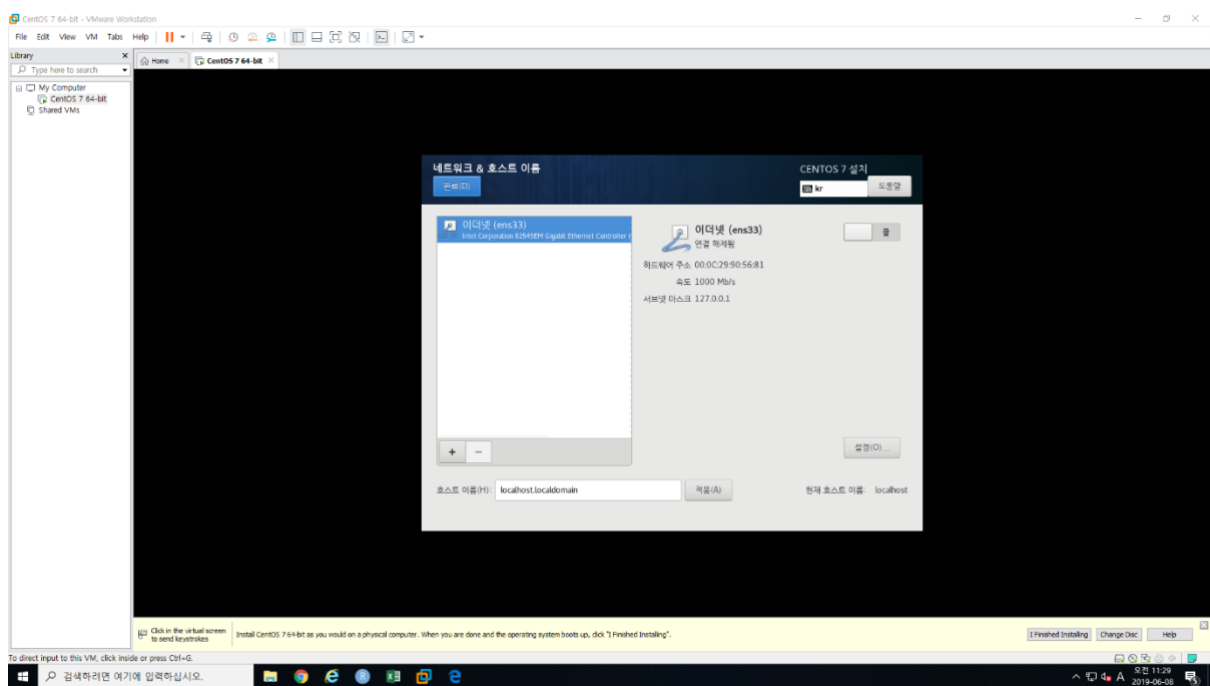 CentOS 7 64-bit - VMware Workstation
File Edit View VM Tabs Help
Library
Type here to search
Home
CentOS 7 64-bit
My Computer
CentOS 7 64-bit
Shared VMs
네트워크 & 호스트 이름
CENTOS 7 설치
완료(D)
kr
도움말
이더넷 (ens33)
Intel Corporation 82545EM Gigabit Ethernet Controller
이더넷 (ens33)
연결 해제됨
끔
하드웨어 주소 00:0C:29:90:56:81
속도 1000 Mb/s
서브넷 마스크 127.0.0.1
+ −
설정(O)...
호스트 이름(H): localhost.localdomain
적용(A)
현재 호스트 이름: localhost
Click in the virtual screen
to send keystrokes
Install CentOS 7 64-bit as you would on a physical computer. When you are done and the operating system boots up, click "I Finished Installing".
I Finished Installing
Change Disc
Help
To direct input to this VM, click inside or press Ctrl+G.
검색하려면 여기에 입력하십시오.
A
오전 11:29
2019-06-08